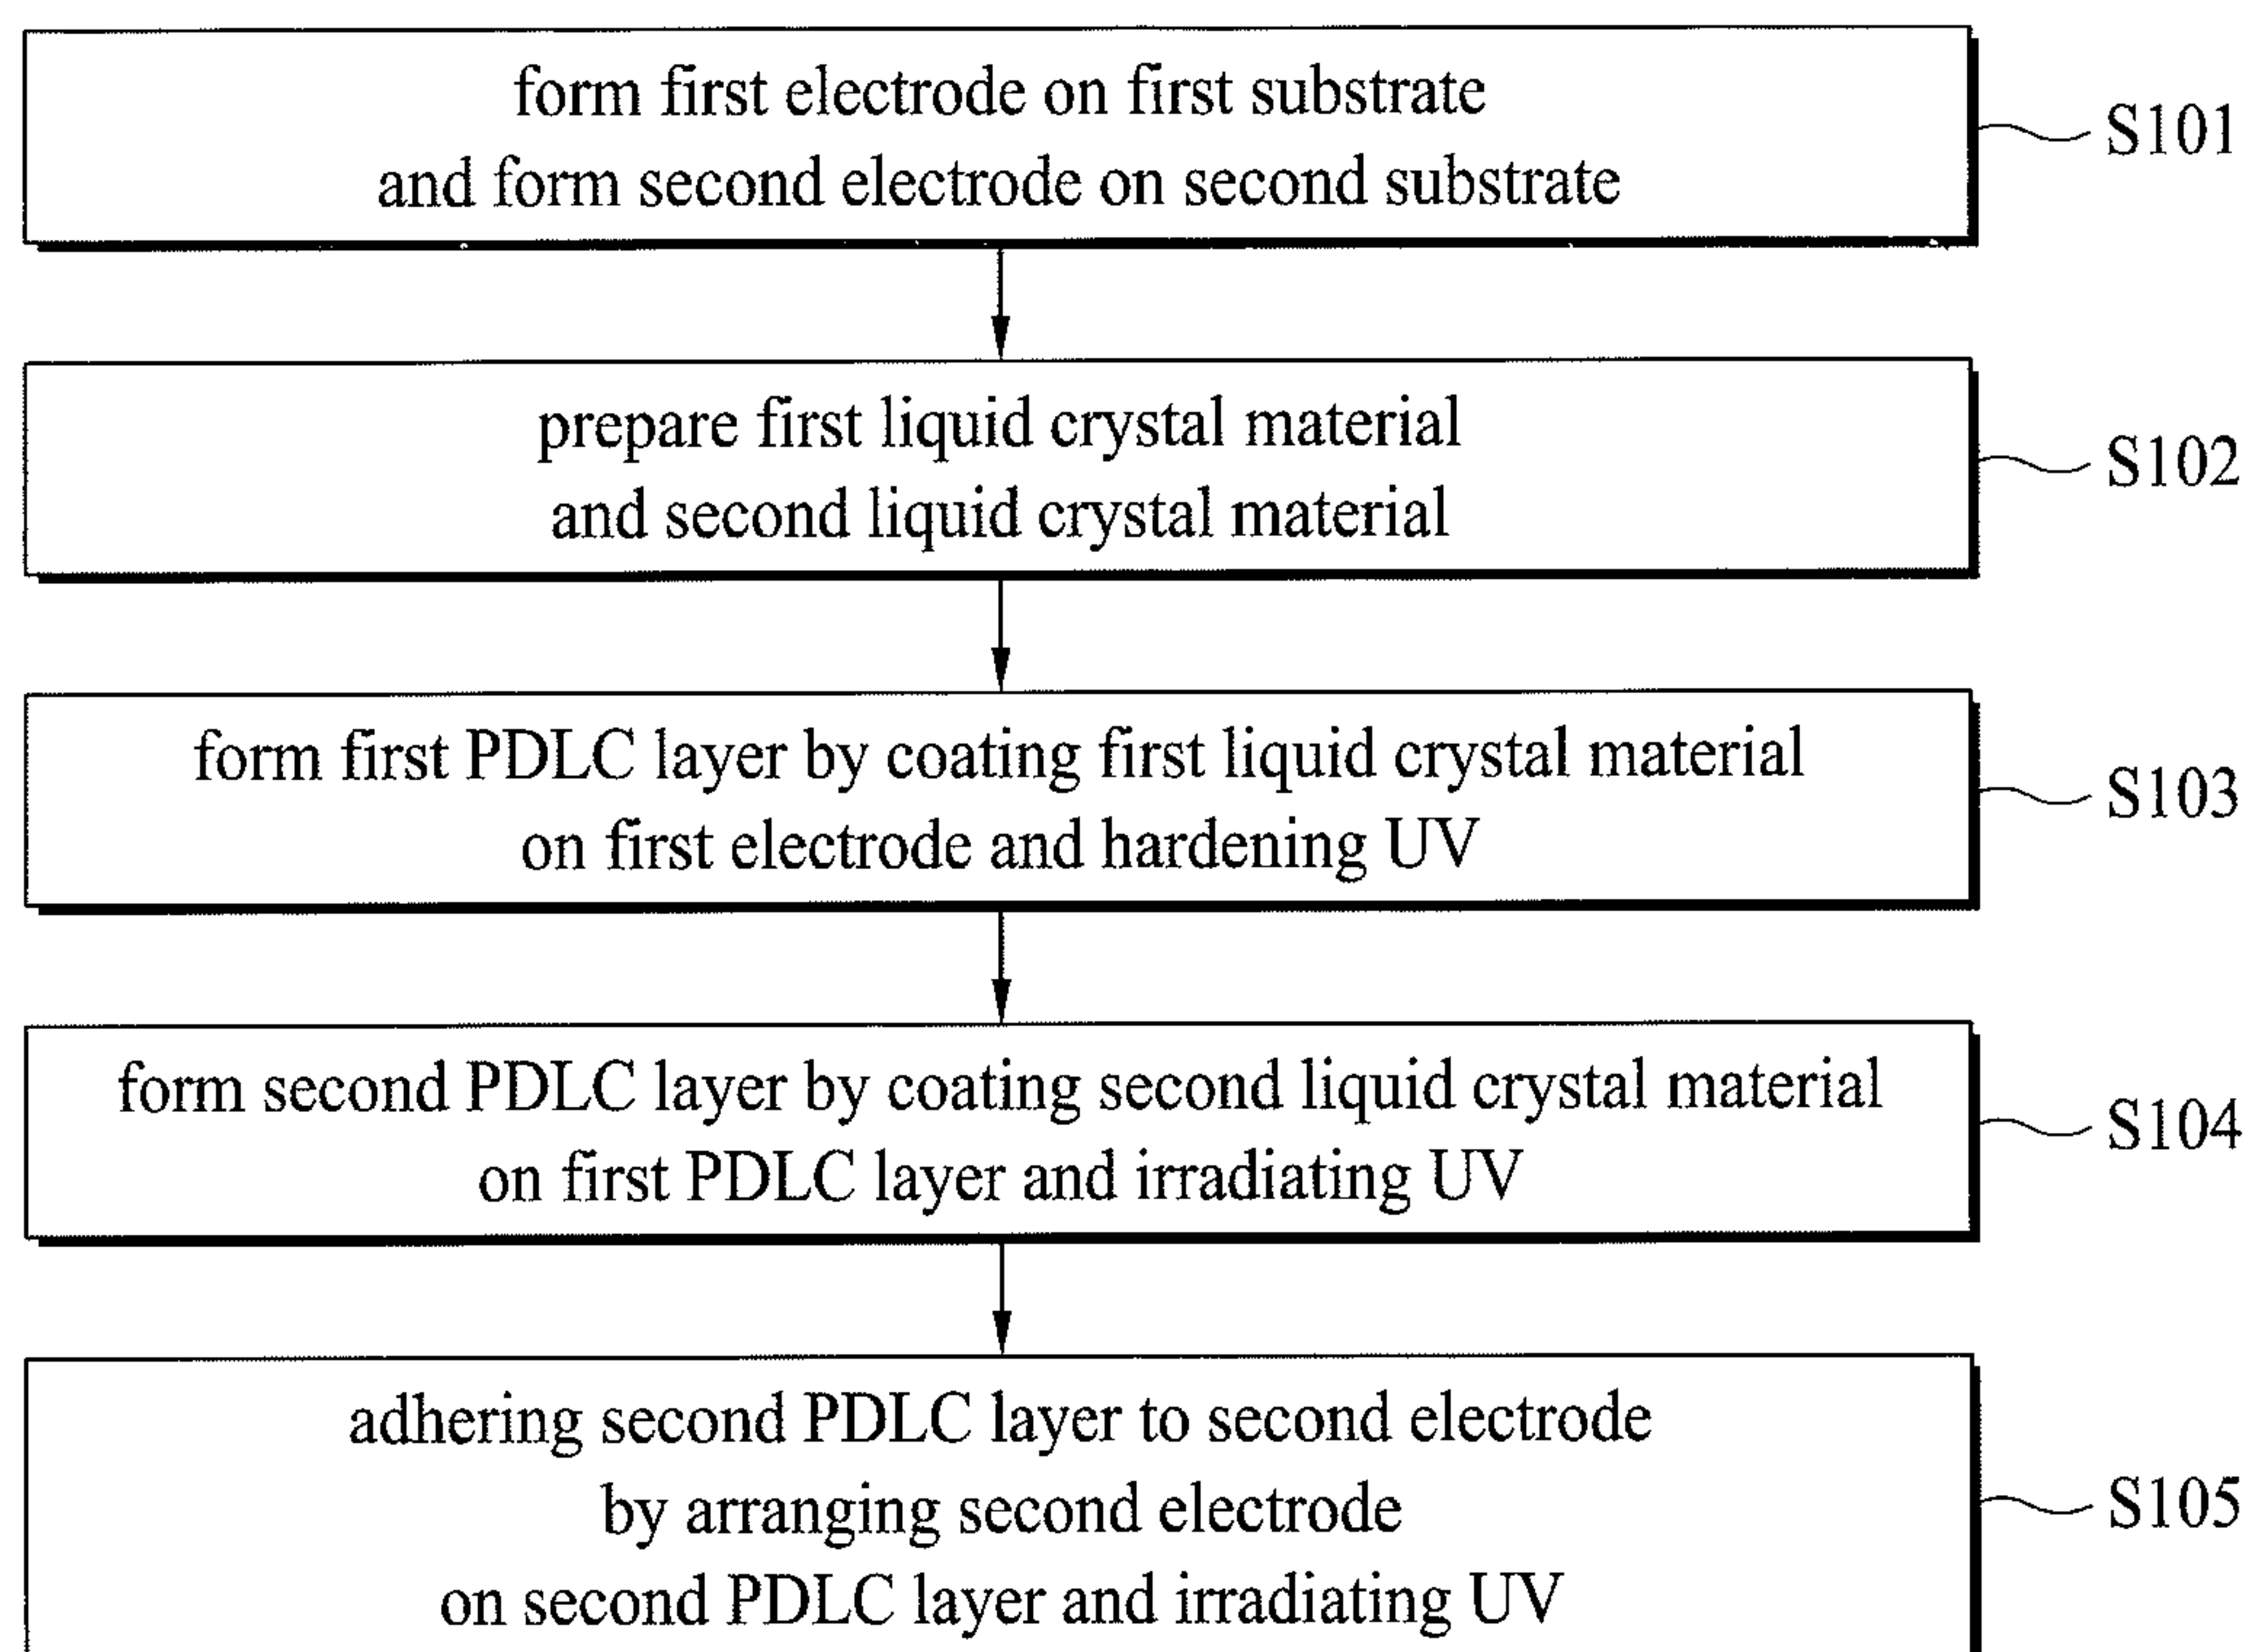 form first electrode on first substrate
and form second electrode on second substrate
S101
prepare first liquid crystal material
and second liquid crystal material
S102
form first PDLC layer by coating first liquid crystal material
on first electrode and hardening UV
S103
form second PDLC layer by coating second liquid crystal material
on first PDLC layer and irradiating UV
S104
adhering second PDLC layer to second electrode
by arranging second electrode
on second PDLC layer and irradiating UV
S105